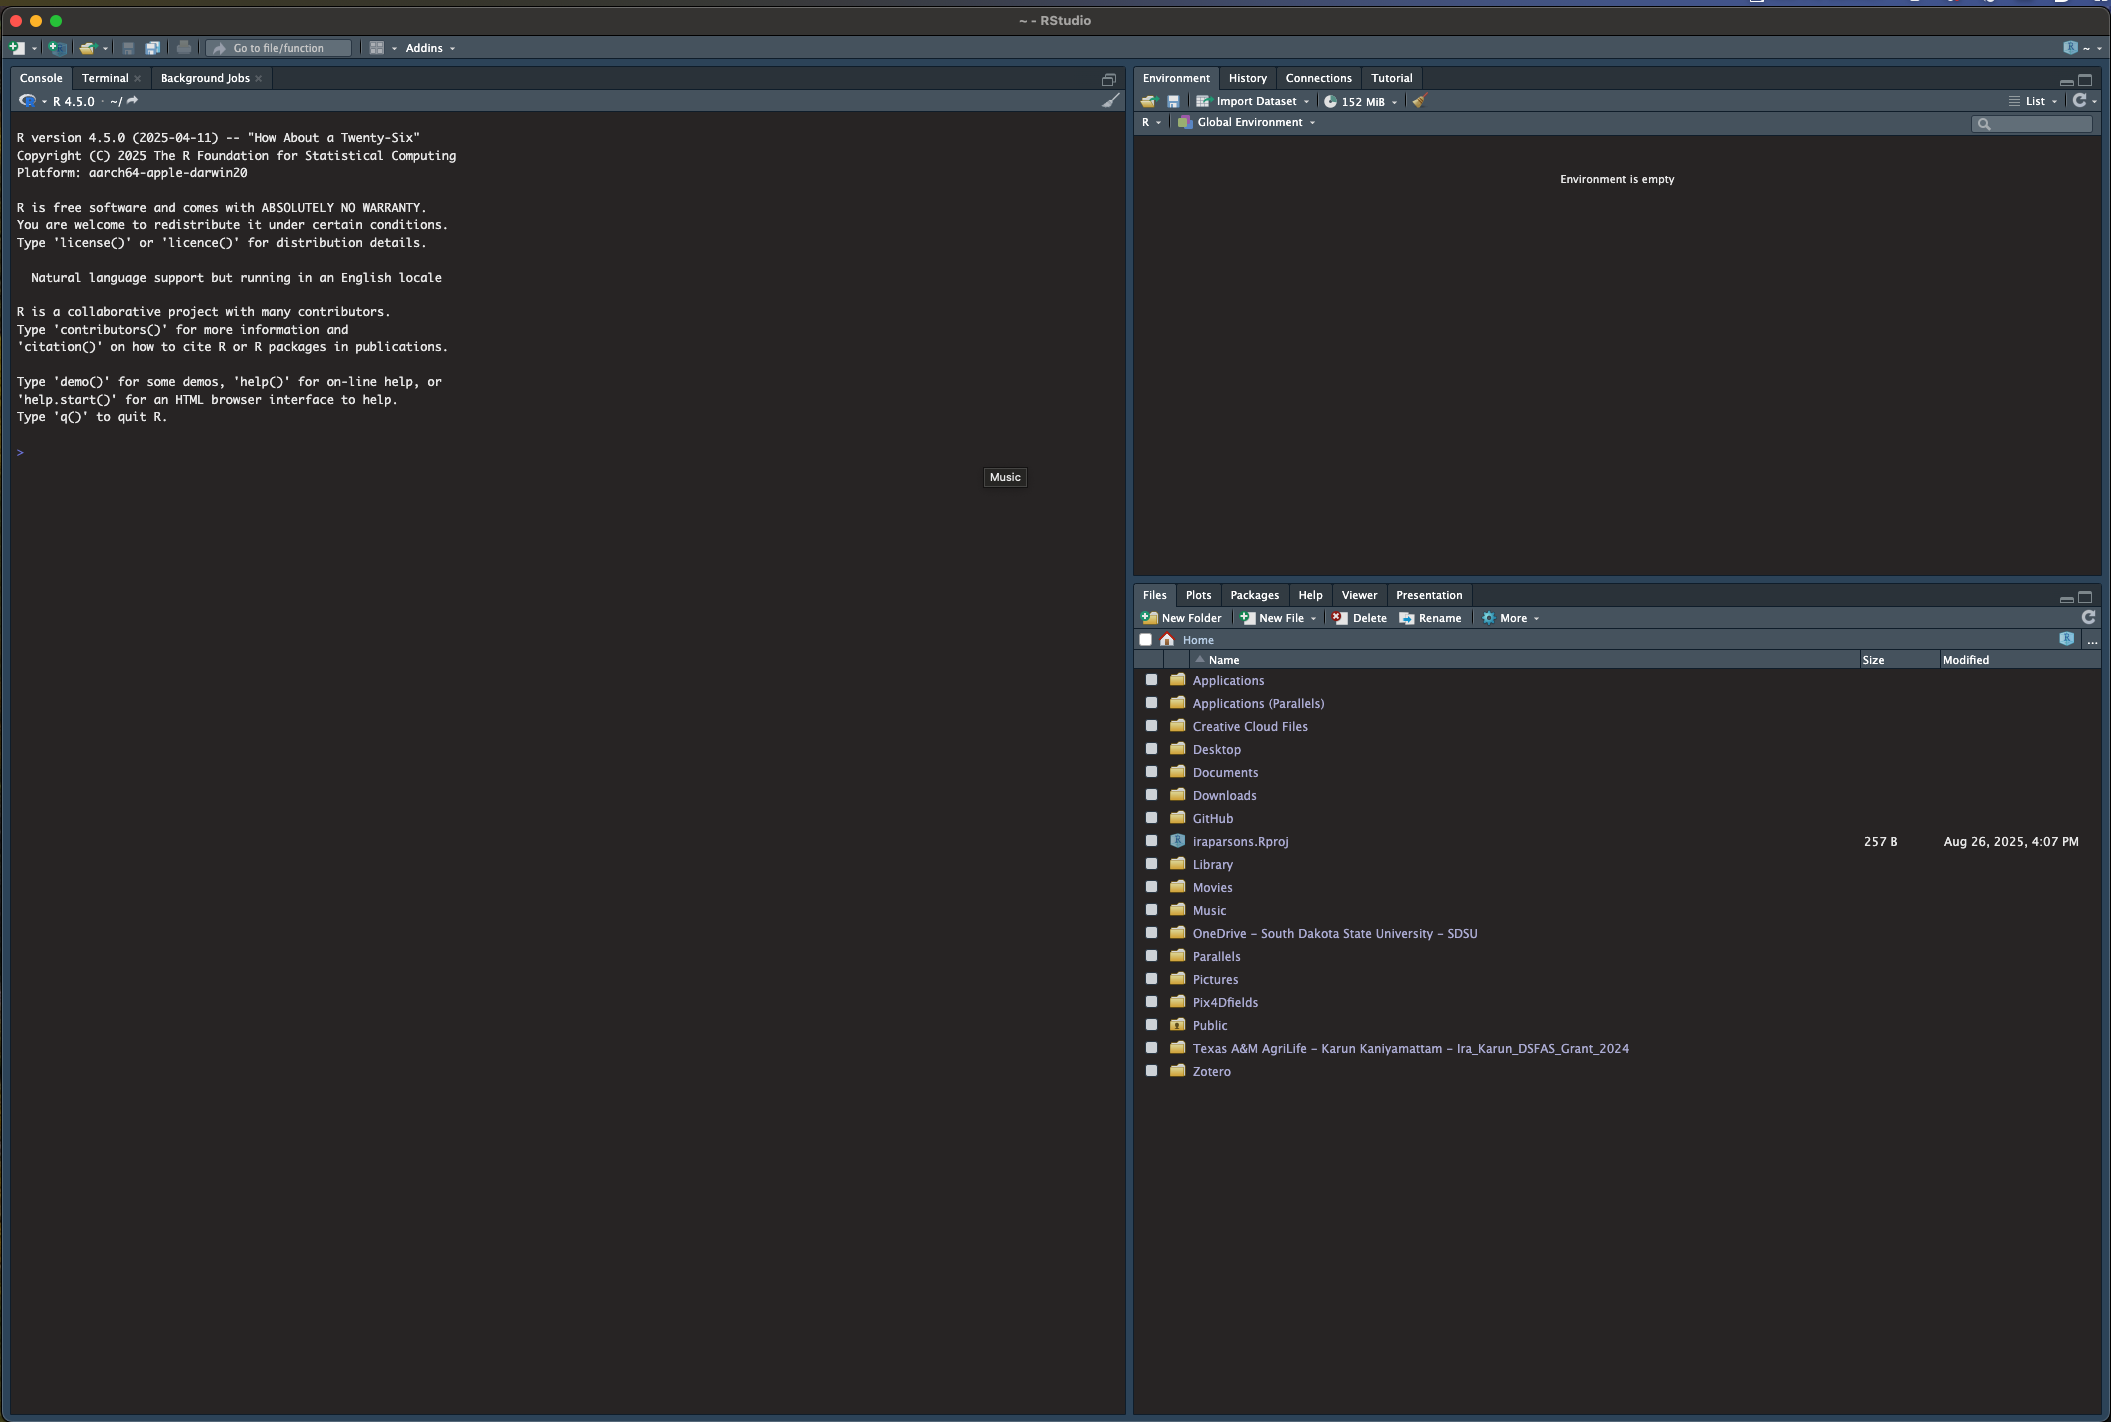 ~ - RStudio
Go to file/function
Addins
R ~
Console Terminal Background Jobs
R 4.5.0 · ~/
R version 4.5.0 (2025-04-11) -- "How About a Twenty-Six"
Copyright (C) 2025 The R Foundation for Statistical Computing
Platform: aarch64-apple-darwin20
R is free software and comes with ABSOLUTELY NO WARRANTY.
You are welcome to redistribute it under certain conditions.
Type 'license()' or 'licence()' for distribution details.
Natural language support but running in an English locale
R is a collaborative project with many contributors.
Type 'contributors()' for more information and
'citation()' on how to cite R or R packages in publications.
Type 'demo()' for some demos, 'help()' for on-line help, or
'help.start()' for an HTML browser interface to help.
Type 'q()' to quit R.
>
Music
Environment History Connections Tutorial
Import Dataset 152 MiB List
R Global Environment
Environment is empty
Files Plots Packages Help Viewer Presentation
New Folder New File Delete Rename More
Home R ...
Name Size Modified
Applications
Applications (Parallels)
Creative Cloud Files
Desktop
Documents
Downloads
GitHub
iraparsons.Rproj 257 B Aug 26, 2025, 4:07 PM
Library
Movies
Music
OneDrive - South Dakota State University - SDSU
Parallels
Pictures
Pix4Dfields
Public
Texas A&M AgriLife - Karun Kaniyamattam - Ira_Karun_DSFAS_Grant_2024
Zotero